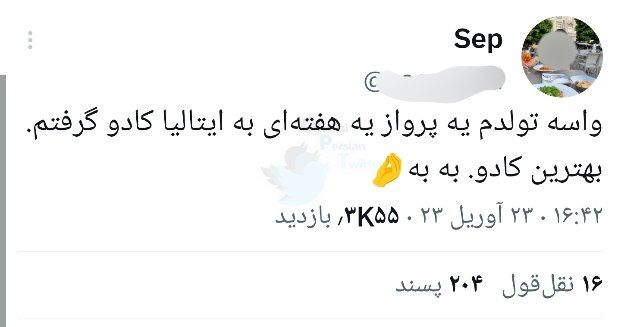 Sep
واسه تولدم یه پرواز یه هفته‌ای به ایتالیا کادو گرفتم.
بهترین کادو. به به🤌
۱۶:۴۲ · ۲۳ آوریل ۲۳ · ۳K۵۵٫ بازدید
۱۶ نقل‌قول ۲۰۴ پسند
Persian
Twitter